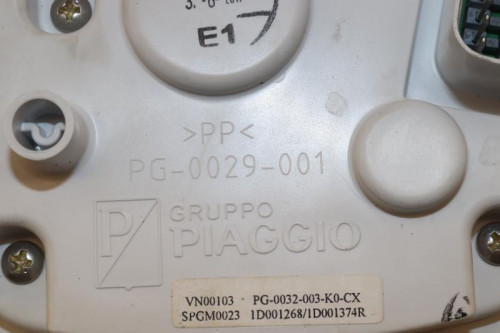 E1
>PP<
PG-0029-001
GRUPPO
PIAGGIO
VN00103 PG-0032-003-K0-CX
SPGM0023 1D001268/1D001374R